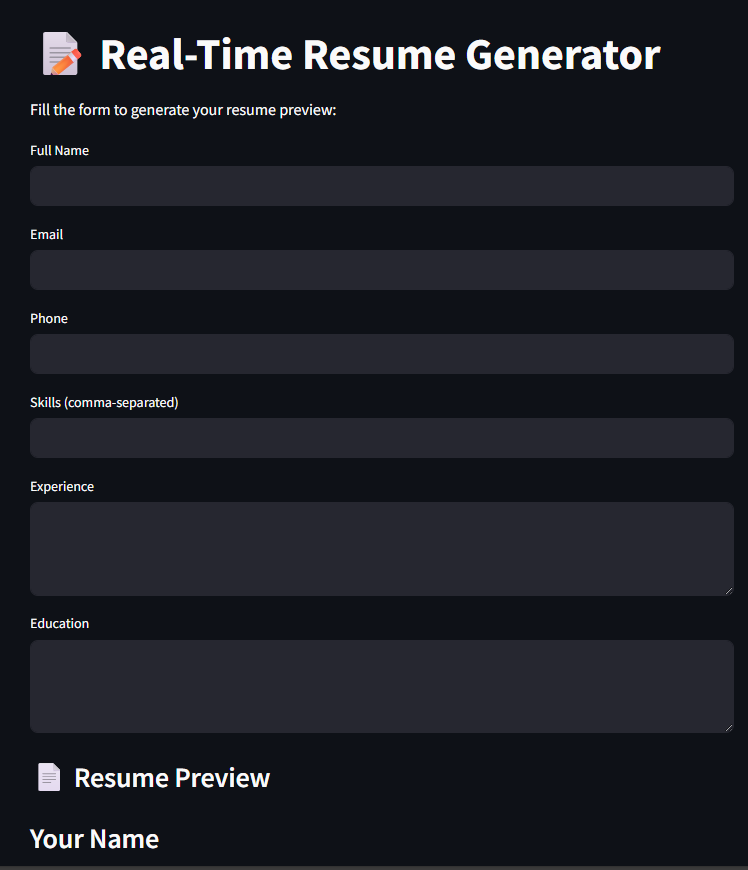 Real-Time Resume Generator
Fill the form to generate your resume preview:
Full Name
Email
Phone
Skills (comma-separated)
Experience
Education
Resume Preview
Your Name